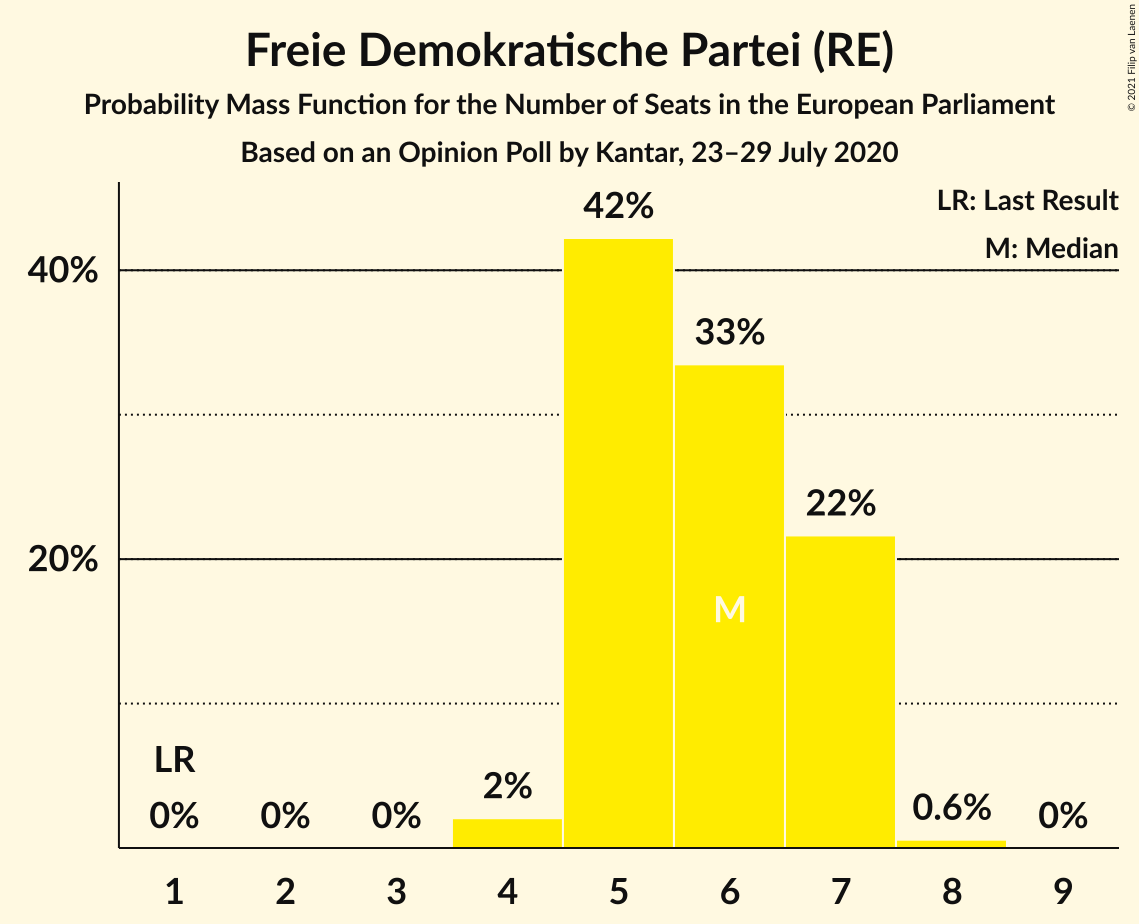 Freie Demokratische Partei (RE)
Probability Mass Function for the Number of Seats in the European Parliament
Based on an Opinion Poll by Kantar, 23–29 July 2020
© 2021 Filip van Laenen
LR: Last Result
M: Median
42%
40%
33%
22%
20%
M
LR
0%
0%
0%
2%
0.6%
0%
1 2 3 4 5 6 7 8 9